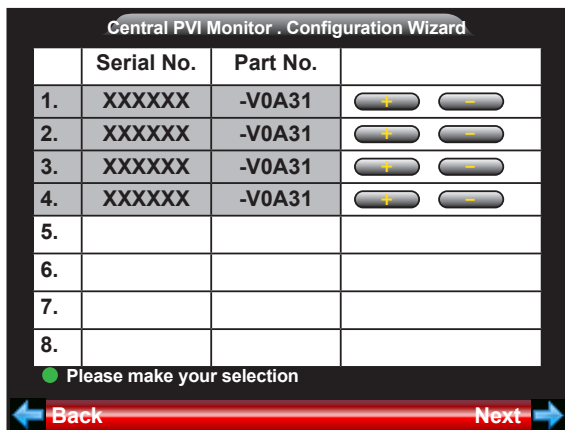 Central PVI Monitor . Configuration Wizard
Serial No. Part No.
1. XXXXXX -V0A31 + -
2. XXXXXX -V0A31 + -
3. XXXXXX -V0A31 + -
4. XXXXXX -V0A31 + -
5.
6.
7.
8.
Please make your selection
Back Next